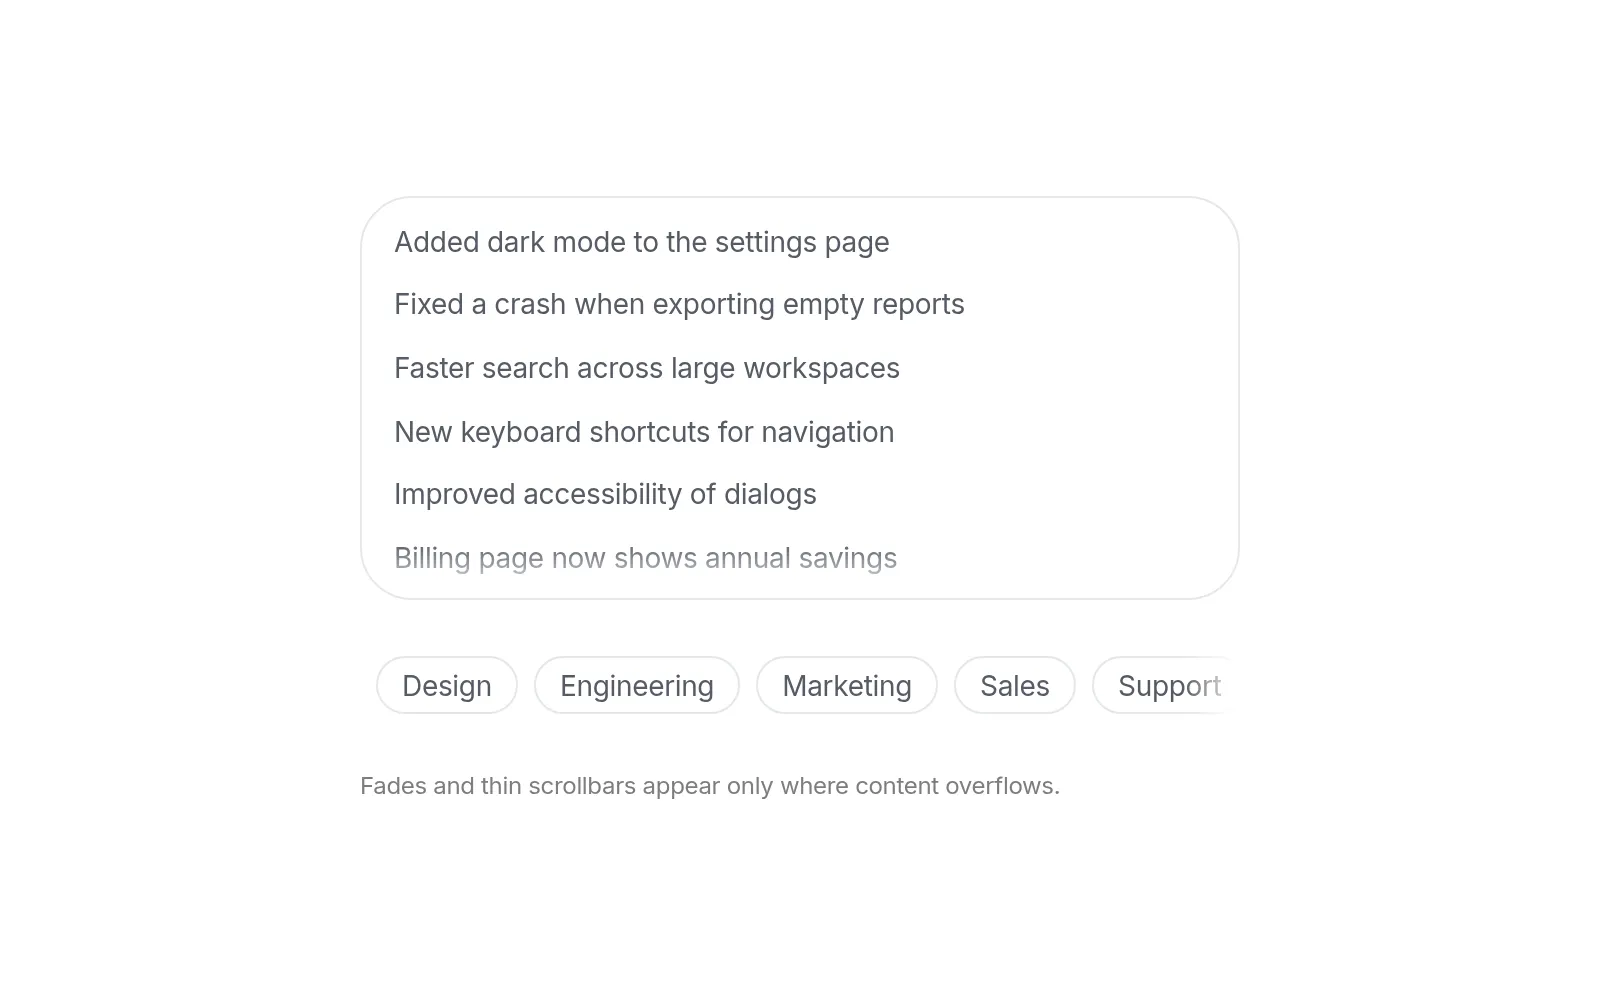 Added dark mode to the settings page
Fixed a crash when exporting empty reports
Faster search across large workspaces
New keyboard shortcuts for navigation
Improved accessibility of dialogs
Billing page now shows annual savings
Design
Engineering
Marketing
Sales
Support
Fades and thin scrollbars appear only where content overflows.